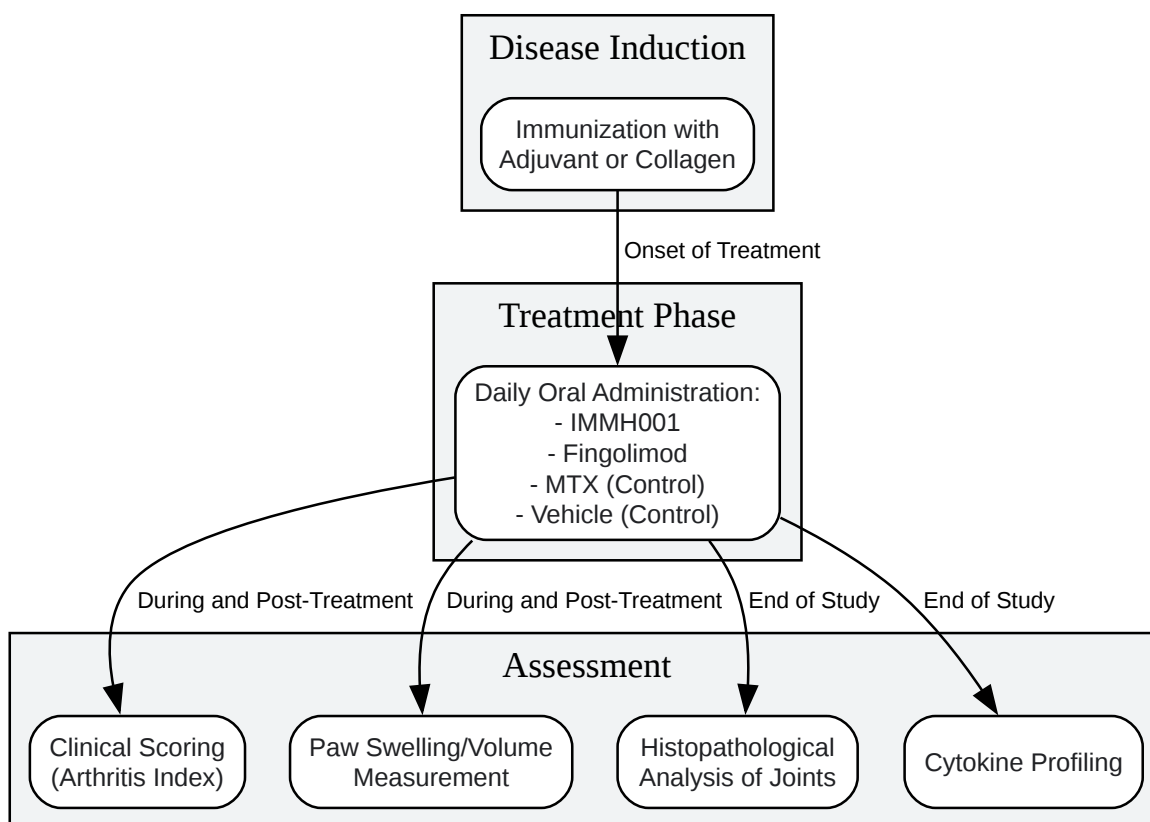 Disease Induction
Immunization with
Adjuvant or Collagen
Onset of Treatment
Treatment Phase
Daily Oral Administration:
- IMMH001
- Fingolimod
- MTX (Control)
- Vehicle (Control)
During and Post-Treatment
During and Post-Treatment
End of Study
End of Study
Assessment
Clinical Scoring
(Arthritis Index)
Paw Swelling/Volume
Measurement
Histopathological
Analysis of Joints
Cytokine Profiling